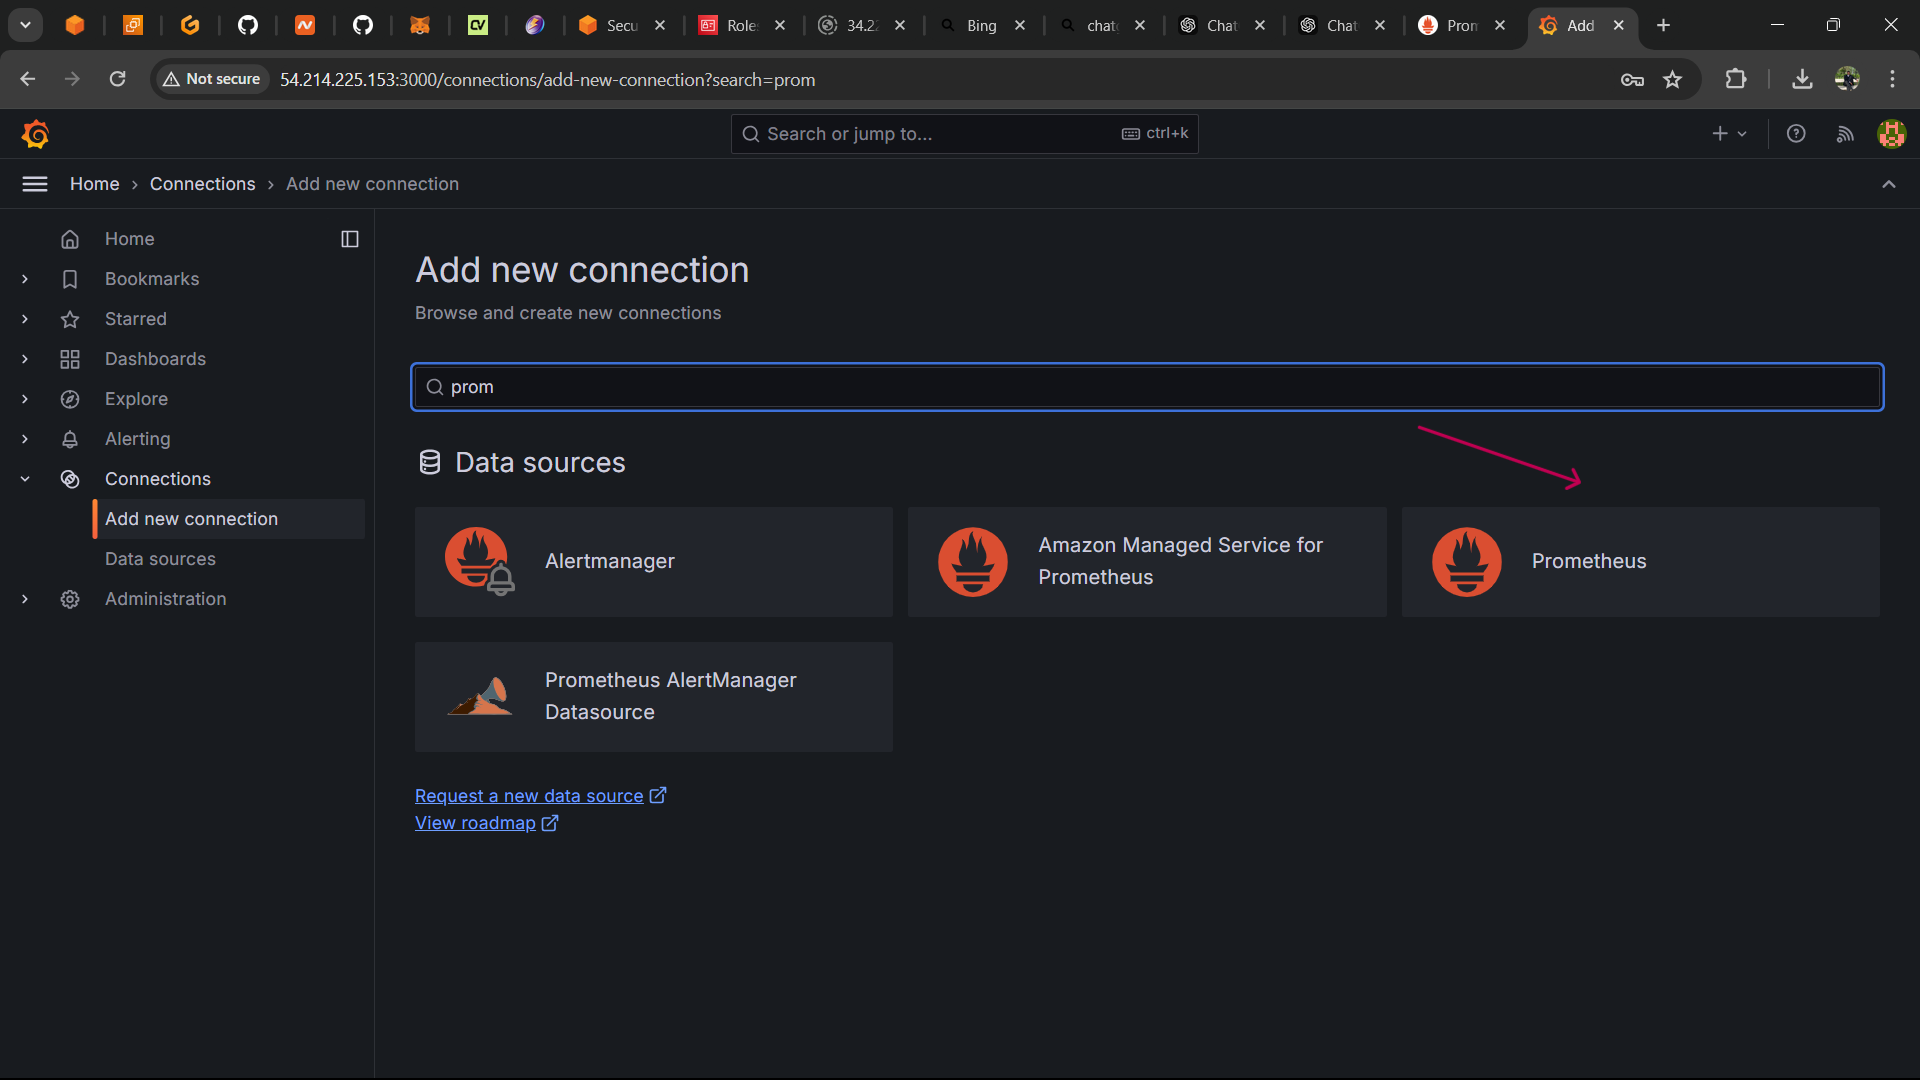 Secu
Role
34.22
Bing
chat
Chat
Chat
Pron
Add
Not secure
54.214.225.153:3000/connections/add-new-connection?search=prom
Search or jump to...
ctrl+k
Home › Connections › Add new connection
Home
Bookmarks
Starred
Dashboards
Explore
Alerting
Connections
Add new connection
Data sources
Administration
Add new connection
Browse and create new connections
prom
Data sources
Alertmanager
Amazon Managed Service for
Prometheus
Prometheus
Prometheus AlertManager
Datasource
Request a new data source
View roadmap